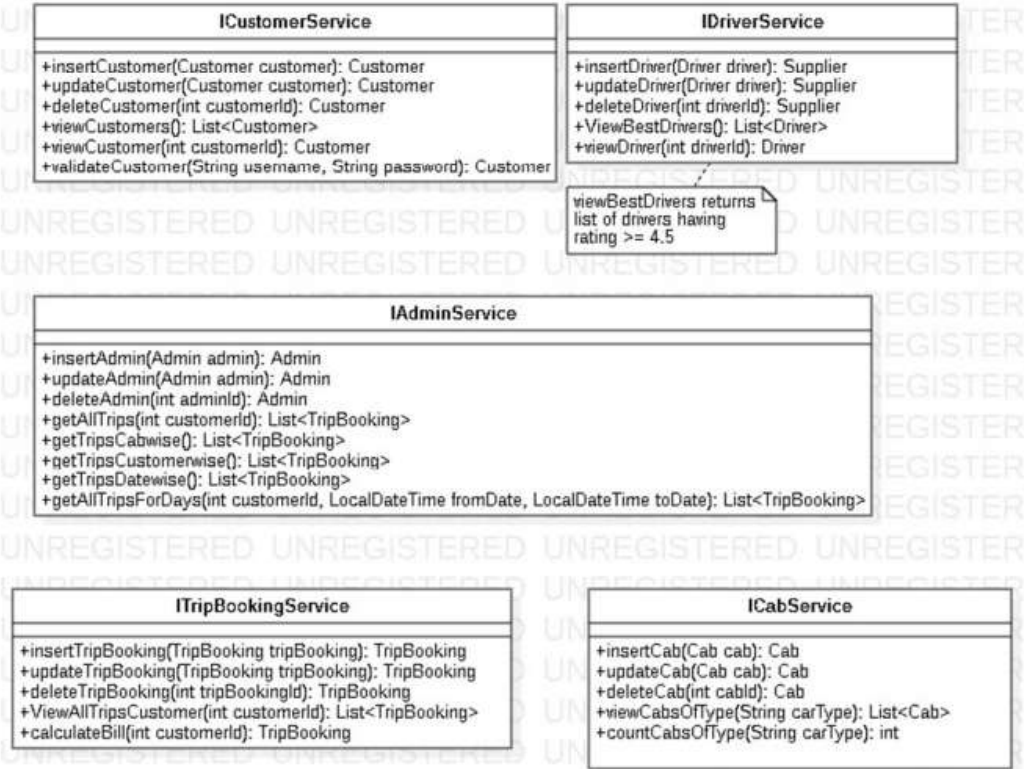 ICustomerService
+insertCustomer(Customer customer): Customer
+updateCustomer(Customer customer): Customer
+deleteCustomer(int customerId): Customer
+viewCustomers(): List<Customer>
+viewCustomer(int customerId): Customer
+validateCustomer(String username, String password): Customer
IDriverService
+insertDriver(Driver driver): Supplier
+updateDriver(Driver driver): Supplier
+deleteDriver(int driverId): Supplier
+ViewBestDrivers(): List<Driver>
+viewDriver(int driverId): Driver
viewBestDrivers returns
list of drivers having
rating >= 4.5
IAdminService
+insertAdmin(Admin admin): Admin
+updateAdmin(Admin admin): Admin
+deleteAdmin(int adminId): Admin
+getAllTrips(int customerId): List<TripBooking>
+getTripsCabwise(): List<TripBooking>
+getTripsCustomerwise(): List<TripBooking>
+getTripsDatewise(): List<TripBooking>
+getAllTripsForDays(int customerId, LocalDateTime fromDate, LocalDateTime toDate): List<TripBooking>
UNREGISTERED UNREGISTERED UNREGISTERED UNREGISTER
ITripBookingService
+insertTripBooking(TripBooking tripBooking): TripBooking
+updateTripBooking(TripBooking tripBooking): TripBooking
+deleteTripBooking(int tripBookingId): TripBooking
+ViewAllTripsCustomer(int customerId): List<TripBooking>
+calculateBill(int customerId): TripBooking
ICabService
+insertCab(Cab cab): Cab
+updateCab(Cab cab): Cab
+deleteCab(int cabId): Cab
+viewCabsOfType(String carType): List<Cab>
+countCabsOfType(String carType): int